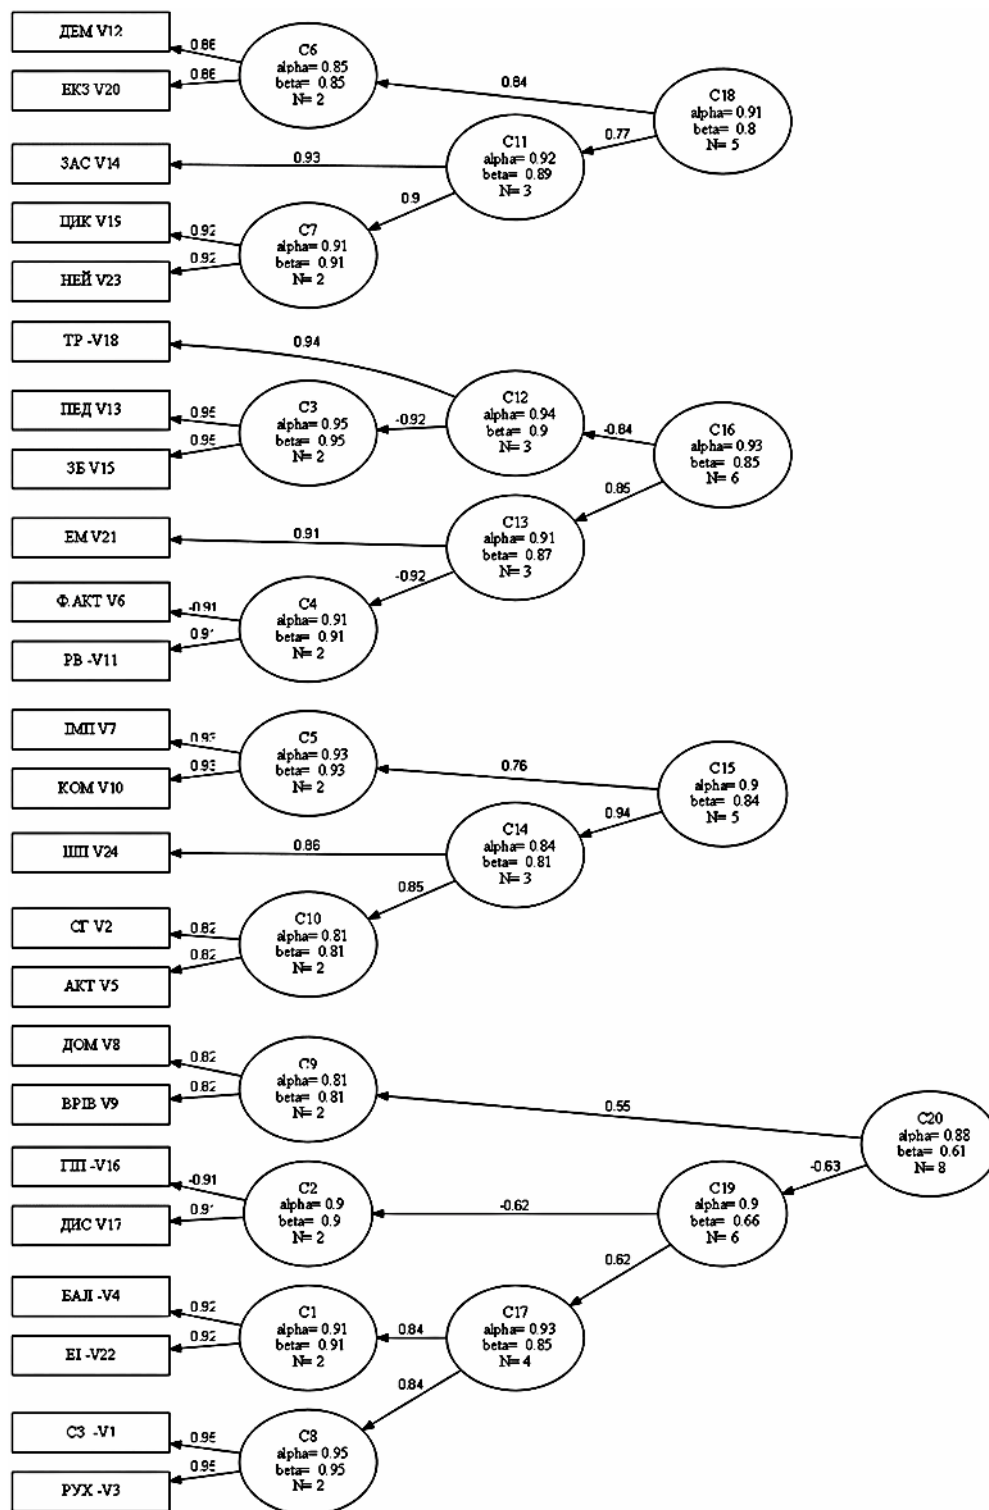 ДЕМ V12
0.86
C6
alpha= 0.85
beta= 0.85
N= 2
ЕКЗ V20
0.86
0.84
C18
alpha= 0.91
beta= 0.8
N= 5
0.77
C11
alpha= 0.92
beta= 0.89
N= 3
ЗАС V14
0.93
0.9
ЦИК V19
0.92
C7
alpha= 0.91
beta= 0.91
N= 2
НЕЙ V23
0.92
ТР -V18
0.94
C12
alpha= 0.94
beta= 0.9
N= 3
-0.84
C16
alpha= 0.93
beta= 0.85
N= 6
ПЕД V13
0.95
C3
alpha= 0.95
beta= 0.95
N= 2
-0.92
ЗБ V15
0.95
0.85
C13
alpha= 0.91
beta= 0.87
N= 3
ЕМ V21
0.91
-0.92
Ф.АКТ V6
-0.91
C4
alpha= 0.91
beta= 0.91
N= 2
РВ -V11
0.91
ІМП V7
0.93
C5
alpha= 0.93
beta= 0.93
N= 2
КОМ V10
0.93
0.76
C15
alpha= 0.9
beta= 0.84
N= 5
0.94
C14
alpha= 0.84
beta= 0.81
N= 3
ШП V24
0.86
0.85
СГ V2
0.82
C10
alpha= 0.81
beta= 0.81
N= 2
АКТ V5
0.82
ДОМ V8
0.82
C9
alpha= 0.81
beta= 0.81
N= 2
ВРІВ V9
0.82
0.55
C20
alpha= 0.88
beta= 0.61
N= 8
-0.63
ГПП -V16
-0.91
C2
alpha= 0.9
beta= 0.9
N= 2
-0.62
C19
alpha= 0.9
beta= 0.66
N= 6
ДИС V17
0.91
0.62
БАЛ -V4
0.92
C1
alpha= 0.91
beta= 0.91
N= 2
0.84
C17
alpha= 0.93
beta= 0.85
N= 4
ЕІ -V22
0.92
0.84
СЗ -V1
0.95
C8
alpha= 0.95
beta= 0.95
N= 2
РУХ -V3
0.95